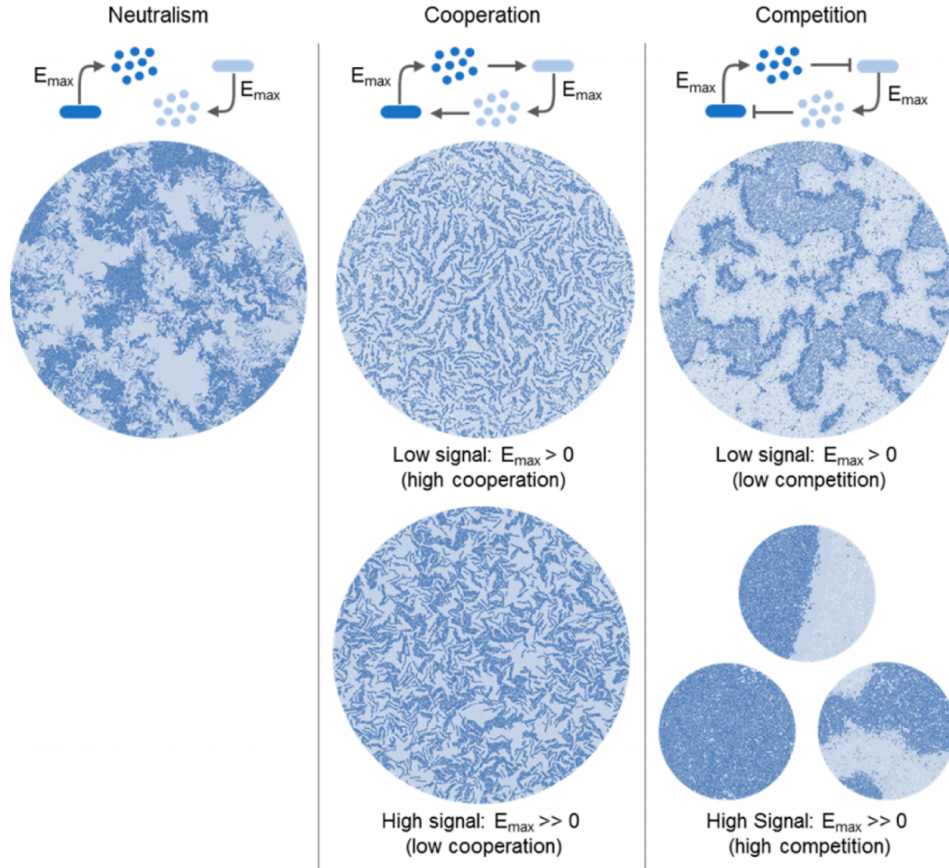 Neutralism
Cooperation
Competition
Emax
Emax
Emax
Emax
Emax
Emax
Low signal: Emax > 0
(high cooperation)
Low signal: Emax > 0
(low competition)
High signal: Emax >> 0
(low cooperation)
High Signal: Emax >> 0
(high competition)